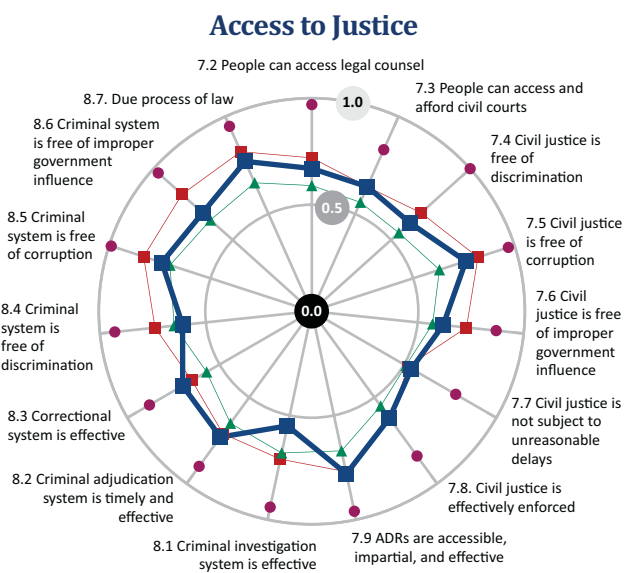 Access to Justice
7.2 People can access legal counsel
7.3 People can access and
afford civil courts
7.4 Civil justice is
free of
discrimination
7.5 Civil justice
is free of
corruption
7.6 Civil
justice is free
of improper
government
influence
7.7 Civil justice is
not subject to
unreasonable
delays
7.8. Civil justice is
effectively enforced
7.9 ADRs are accessible,
impartial, and effective
8.1 Criminal investigation
system is effective
8.2 Criminal adjudication
system is timely and
effective
8.3 Correctional
system is effective
8.4 Criminal
system is
free of
discrimination
8.5 Criminal
system is free
of corruption
8.6 Criminal system
is free of improper
government
influence
8.7. Due process of law
1.0
0.5
0.0